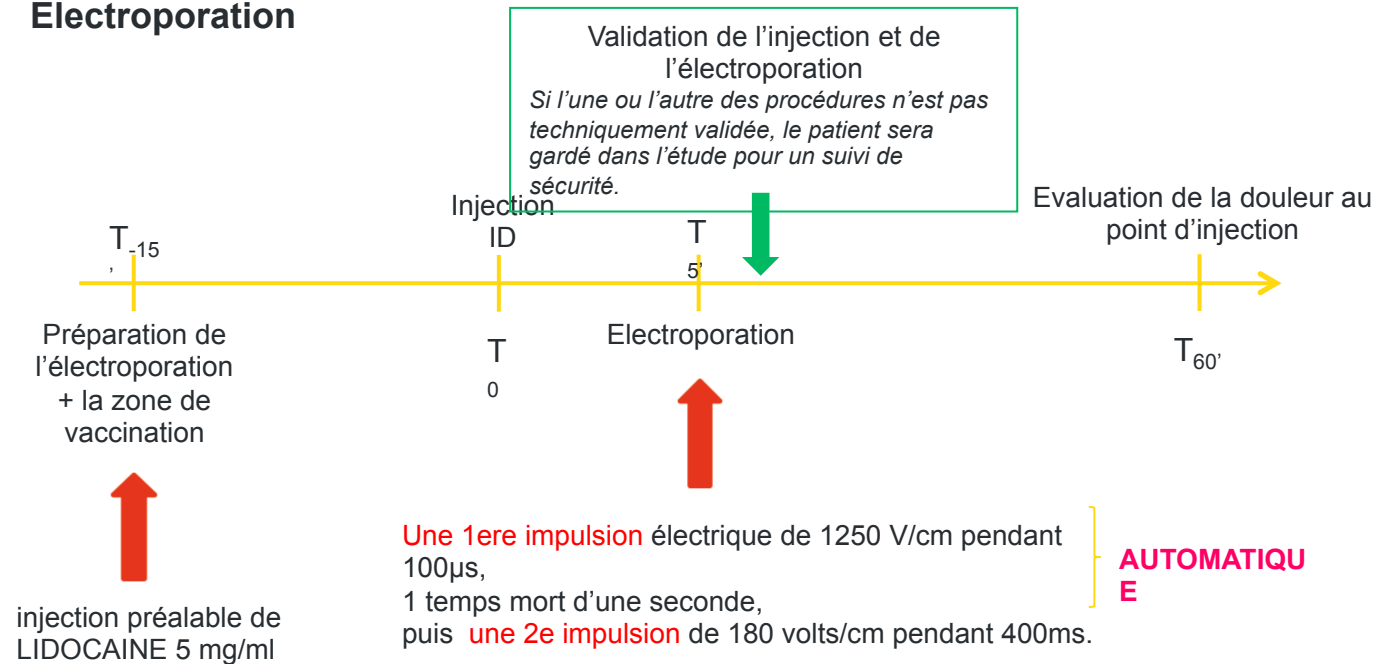 Electroporation
Validation de l’injection et de
l’électroporation
Si l’une ou l’autre des procédures n’est pas
techniquement validée, le patient sera
gardé dans l’étude pour un suivi de
sécurité.
T-15
’
Injection
ID
T
5’
Evaluation de la douleur au
point d’injection
Préparation de
l’électroporation
+ la zone de
vaccination
T
0
Electroporation
T60’
injection préalable de
LIDOCAINE 5 mg/ml
Une 1ere impulsion électrique de 1250 V/cm pendant
100µs,
1 temps mort d’une seconde,
puis une 2e impulsion de 180 volts/cm pendant 400ms.
AUTOMATIQU
E